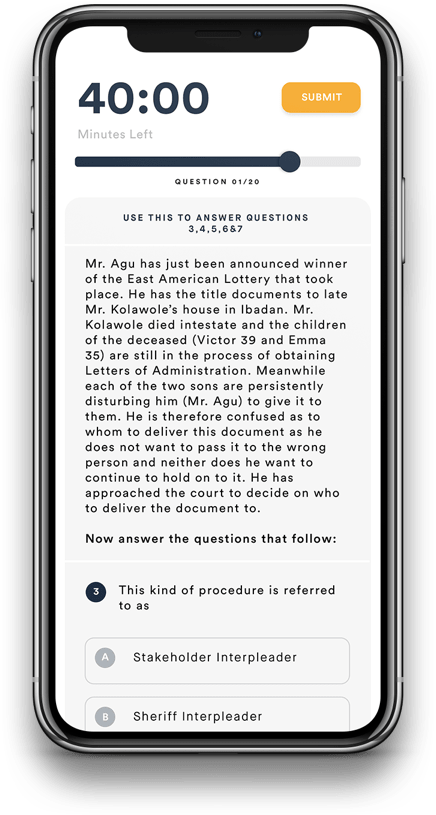 40:00
SUBMIT
Minutes Left
QUESTION 01/20
USE THIS TO ANSWER QUESTIONS
3,4,5,6&7
Mr. Agu has just been announced winner
of the East American Lottery that took
place. He has the title documents to late
Mr. Kolawole’s house in Ibadan. Mr.
Kolawole died intestate and the children
of the deceased (Victor 39 and Emma
35) are still in the process of obtaining
Letters of Administration. Meanwhile
each of the two sons are persistently
disturbing him (Mr. Agu) to give it to
them. He is therefore confused as to
whom to deliver this document as he
does not want to pass it to the wrong
person and neither does he want to
continue to hold on to it. He has
approached the court to decide on who
to deliver the document to.
Now answer the questions that follow:
3 This kind of procedure is referred
to as
A Stakeholder Interpleader
B Sheriff Interpleader